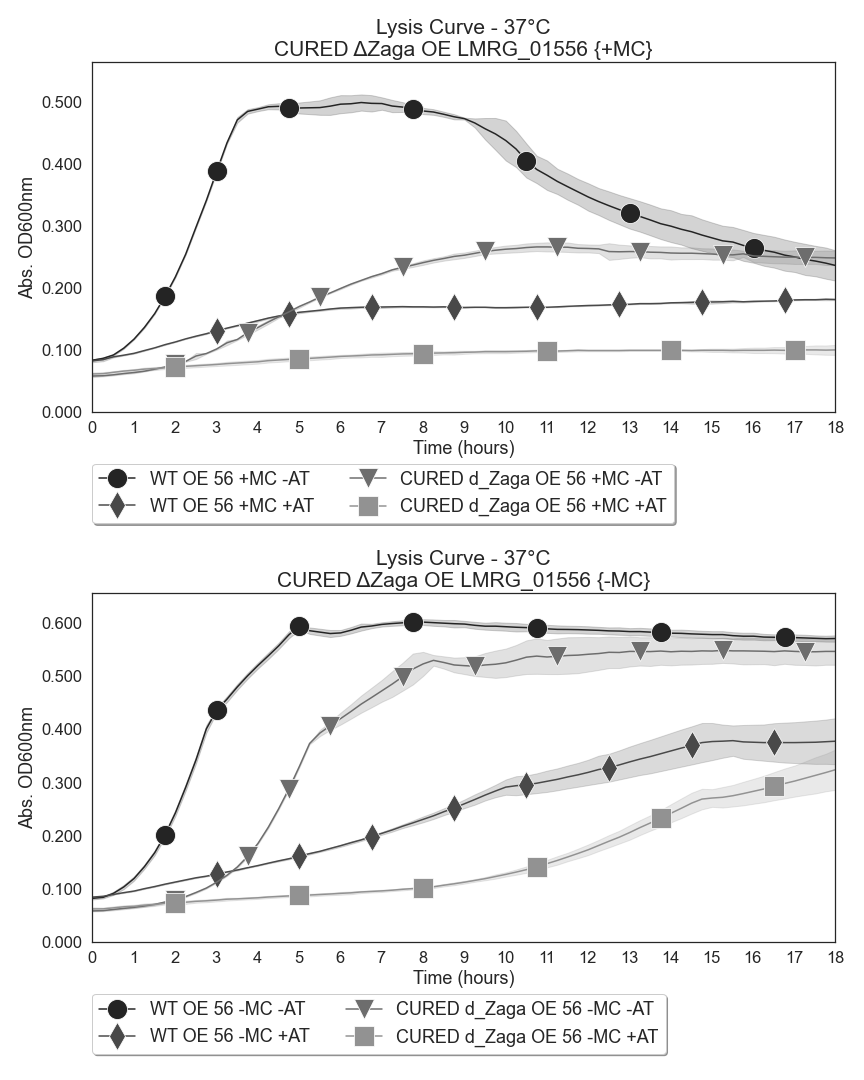 Lysis Curve - 37°C
CURED ΔZaga OE LMRG_01556 {+MC}
Abs. OD600nm
0.500
0.400
0.300
0.200
0.100
0.000
0 1 2 3 4 5 6 7 8 9 10 11 12 13 14 15 16 17 18
Time (hours)
WT OE 56 +MC -AT
WT OE 56 +MC +AT
CURED d_Zaga OE 56 +MC -AT
CURED d_Zaga OE 56 +MC +AT
Lysis Curve - 37°C
CURED ΔZaga OE LMRG_01556 {-MC}
Abs. OD600nm
0.600
0.500
0.400
0.300
0.200
0.100
0.000
0 1 2 3 4 5 6 7 8 9 10 11 12 13 14 15 16 17 18
Time (hours)
WT OE 56 -MC -AT
WT OE 56 -MC +AT
CURED d_Zaga OE 56 -MC -AT
CURED d_Zaga OE 56 -MC +AT